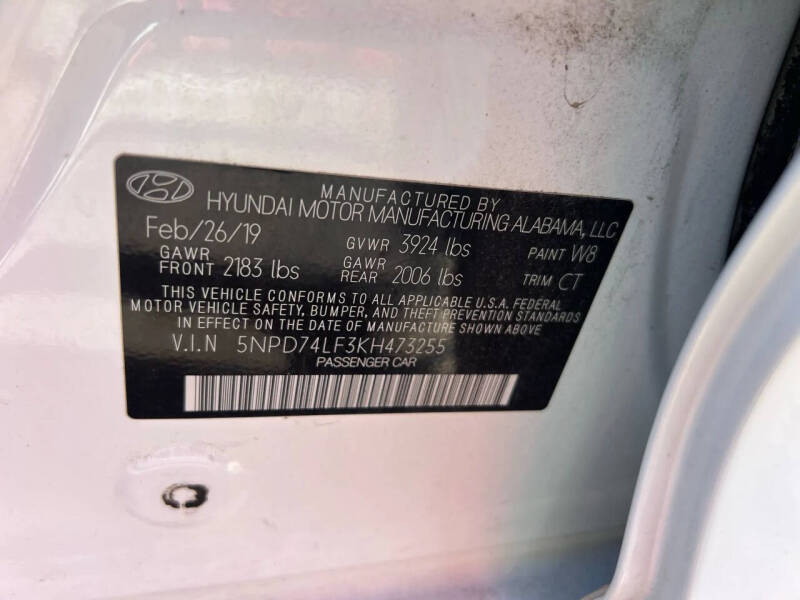 MANUFACTURED BY
HYUNDAI MOTOR MANUFACTURING ALABAMA, LLC
Feb/26/19 GVWR 3924 lbs PAINT W8
GAWR FRONT 2183 lbs GAWR REAR 2006 lbs TRIM CT
THIS VEHICLE CONFORMS TO ALL APPLICABLE U.S.A. FEDERAL
MOTOR VEHICLE SAFETY, BUMPER, AND THEFT PREVENTION STANDARDS
IN EFFECT ON THE DATE OF MANUFACTURE SHOWN ABOVE
V.I.N 5NPD74LF3KH473255
PASSENGER CAR